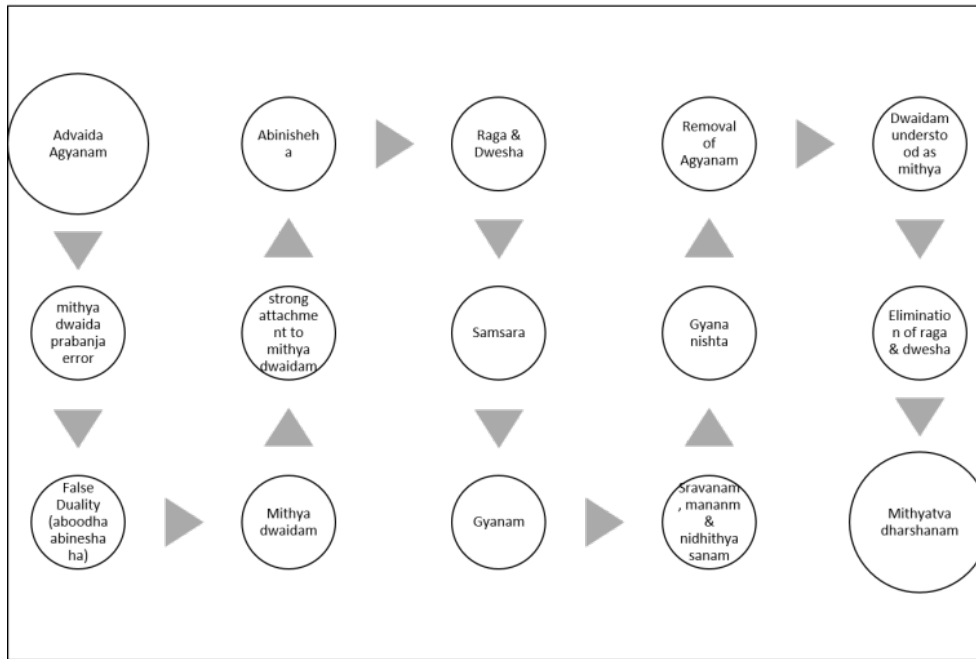 Advaida
Agyanam
mithya
dwaida
prabanja
error
False
Duality
(aboodha
abinesha
ha)
Mithya
dwaidam
strong
attachme
nt to
mithya
dwaidam
Abinisheh
a
Raga &
Dwesha
Samsara
Gyanam
Sravanam
, mananm
&
nidhithya
sanam
Gyana
nishta
Removal
of
Agyanam
Dwaidam
understo
od as
mithya
Eliminatio
n of raga
& dwesha
Mithyatva
dharshanam